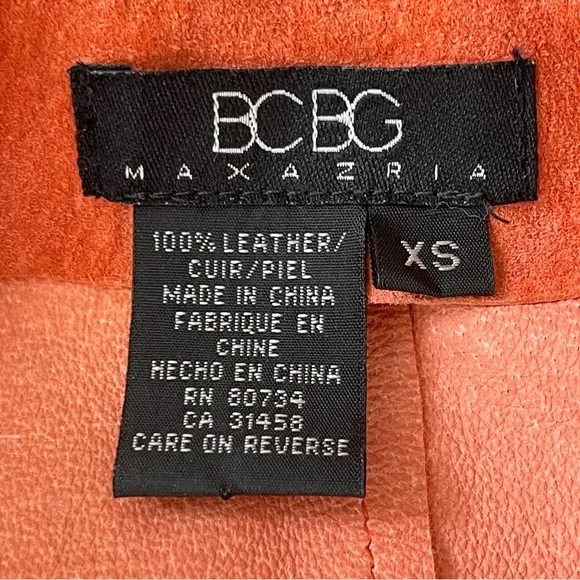 BCBG
MAXAZRIA
XS
100% LEATHER/
CUIR/PIEL
MADE IN CHINA
FABRIQUE EN
CHINE
HECHO EN CHINA
RN 80734
CA 31458
CARE ON REVERSE